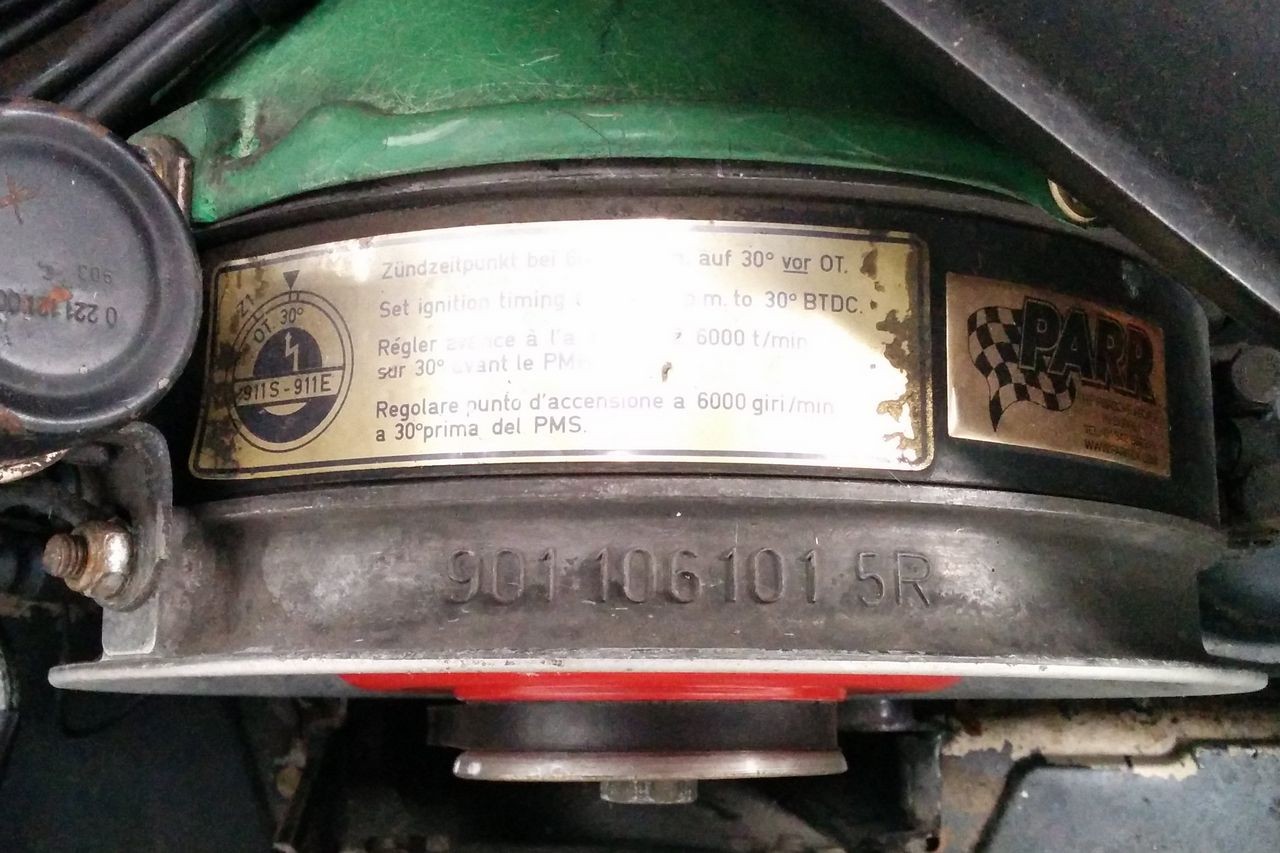 Zündzeitpunkt bei auf 30° vor OT.
Set ignition timing to 30° BTDC.
Régler avance à 6000 t/min
sur 30° avant le PMH
Regolare punto d'accensione a 6000 giri/min
a 30° prima del PMS.
Z1
OT. 30°
911S-911E
PARR
901 106 101 5R
903
0 221